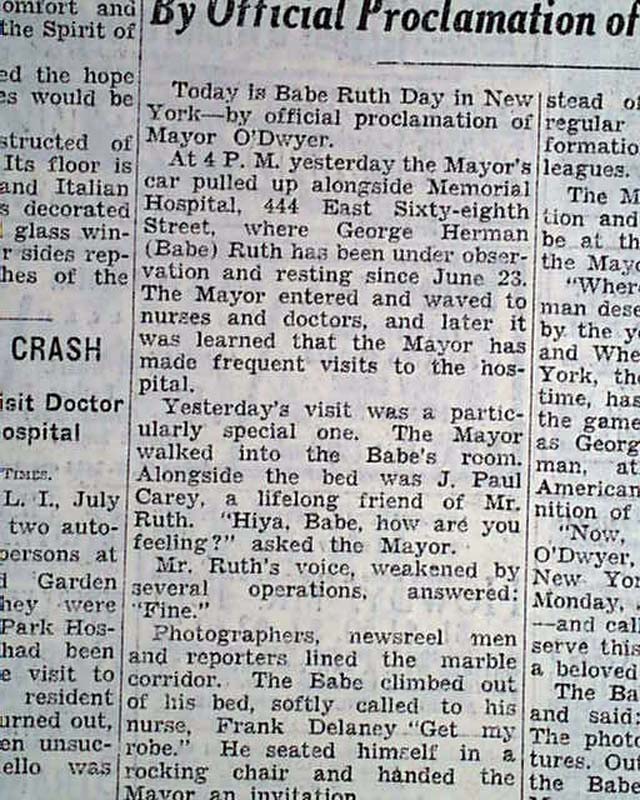 omfort and
the Spirit of
ed the hope
es would be
structed of
Its floor is
and Italian
s decorated
glass win-
r sides rep-
hes of the
CRASH
isit Doctor
ospital
TIMES.
L. I., July
two auto-
persons at
d Garden
hey were
Park Hos-
had been
e visit to
resident
urned out,
en unsuc-
ello was
By Official Proclamation of
Today is Babe Ruth Day in New
York—by official proclamation of
Mayor O'Dwyer.
At 4 P. M. yesterday the Mayor's
car pulled up alongside Memorial
Hospital, 444 East Sixty-eighth
Street, where George Herman
(Babe) Ruth has been under obser-
vation and resting since June 23.
The Mayor entered and waved to
nurses and doctors, and later it
was learned that the Mayor has
made frequent visits to the hos-
pital.
Yesterday's visit was a partic-
ularly special one. The Mayor
walked into the Babe's room.
Alongside the bed was J. Paul
Carey, a lifelong friend of Mr.
Ruth. "Hiya, Babe, how are you
feeling?" asked the Mayor.
Mr. Ruth's voice, weakened by
several operations, answered:
"Fine."
Photographers, newsreel men
and reporters lined the marble
corridor. The Babe climbed out
of his bed, softly called to his
nurse, Frank Delaney "Get my
robe." He seated himself in a
rocking chair and handed the
Mayor an invitation
stead of
regular
formatio
leagues.
The M
tion and
be at th
the Mayo
"Wher
man dese
by the y
and Whe
York, the
time, has
the game
as Georg
man, at
American
nition of
"Now,
O'Dwyer,
New Yor
Monday,
—and call
serve this
a beloved
The Ba
and said:
The photo
tures. Out
the Babe